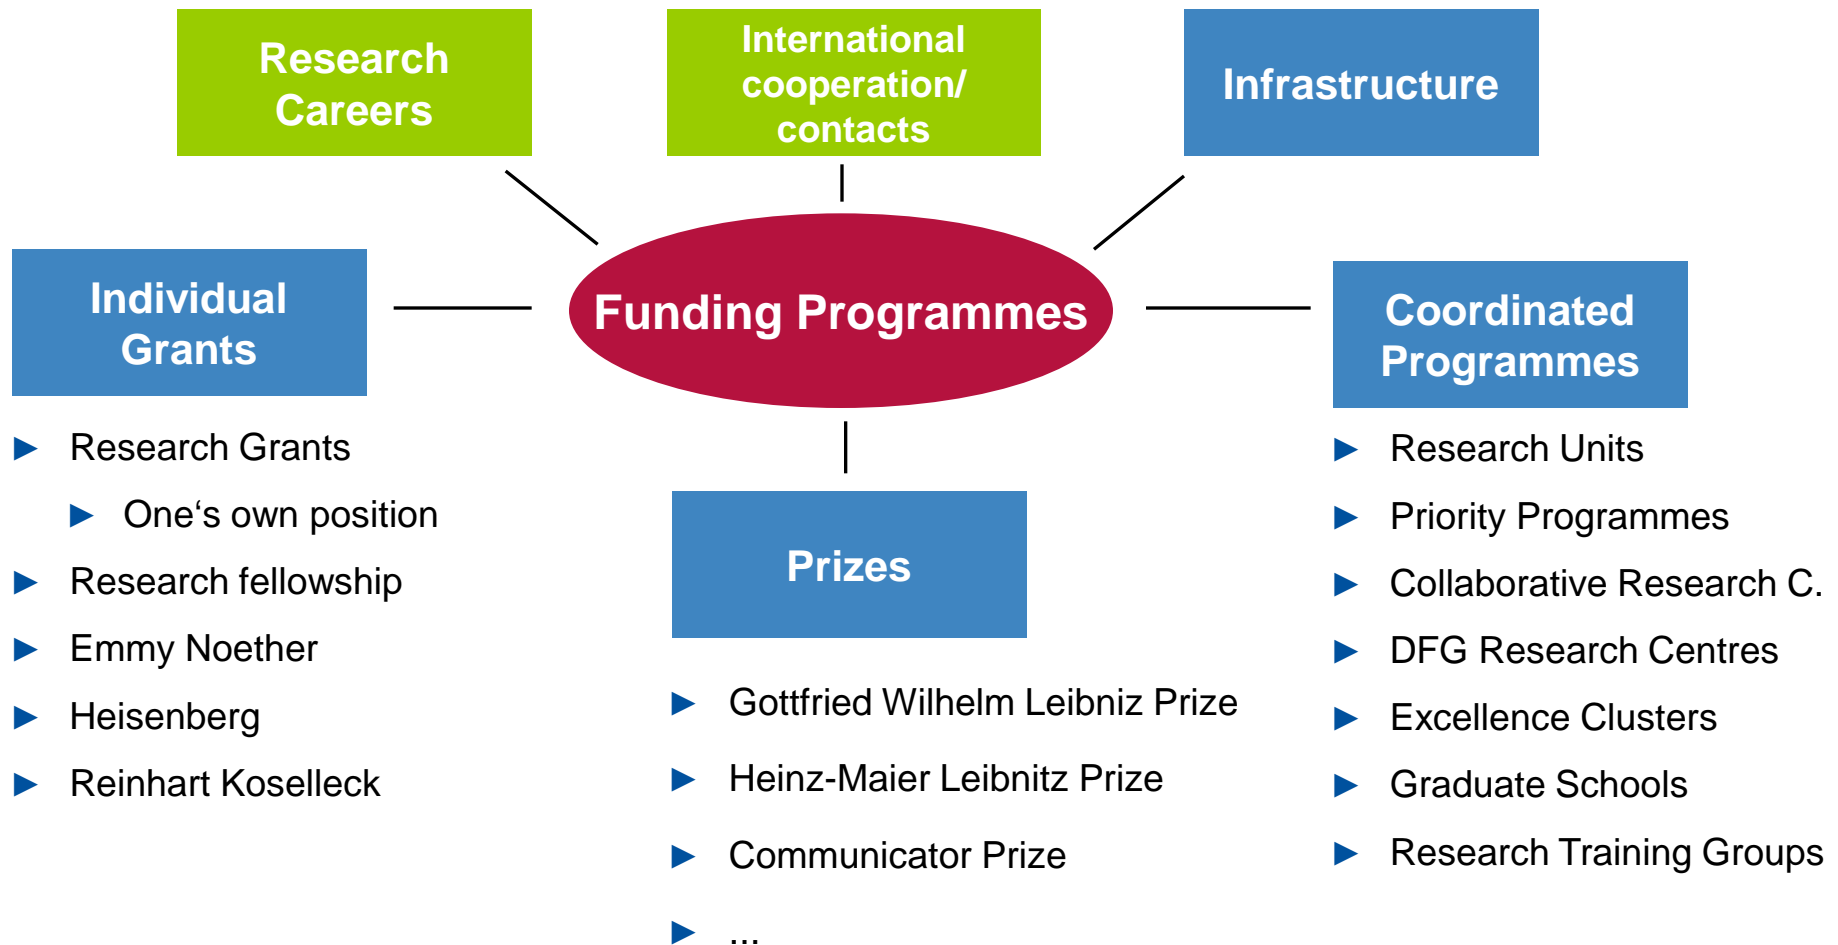 Research
Careers
International
cooperation/
contacts
Infrastructure
Funding Programmes
Individual
Grants
► Research Grants
► One‘s own position
► Research fellowship
► Emmy Noether
► Heisenberg
► Reinhart Koselleck
Prizes
► Gottfried Wilhelm Leibniz Prize
► Heinz-Maier Leibnitz Prize
► Communicator Prize
► ...
Coordinated
Programmes
► Research Units
► Priority Programmes
► Collaborative Research C.
► DFG Research Centres
► Excellence Clusters
► Graduate Schools
► Research Training Groups